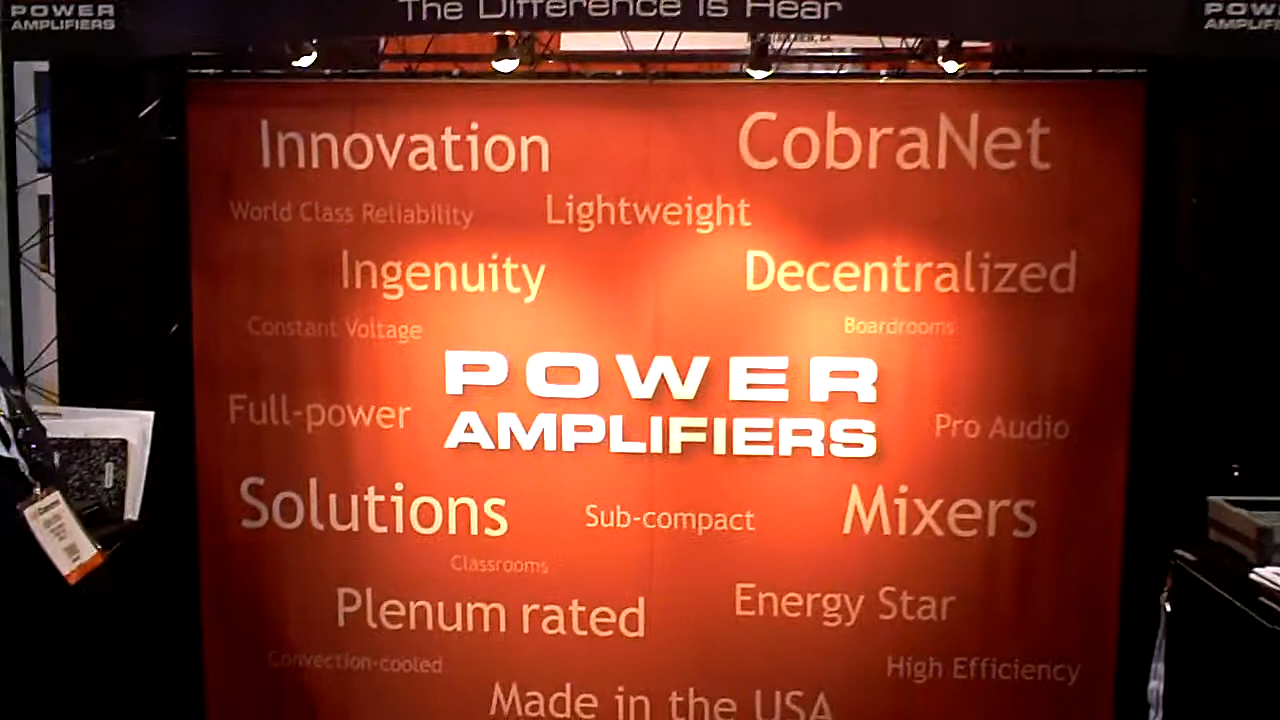 POWER
AMPLIFIERS
The Difference is Hear
Innovation
CobraNet
World Class Reliability
Lightweight
Ingenuity
Decentralized
Constant Voltage
Boardrooms
POWER
AMPLIFIERS
Full-power
Pro Audio
Solutions
Sub-compact
Mixers
Classrooms
Plenum rated
Energy Star
Convection-cooled
High Efficiency
Made in the USA